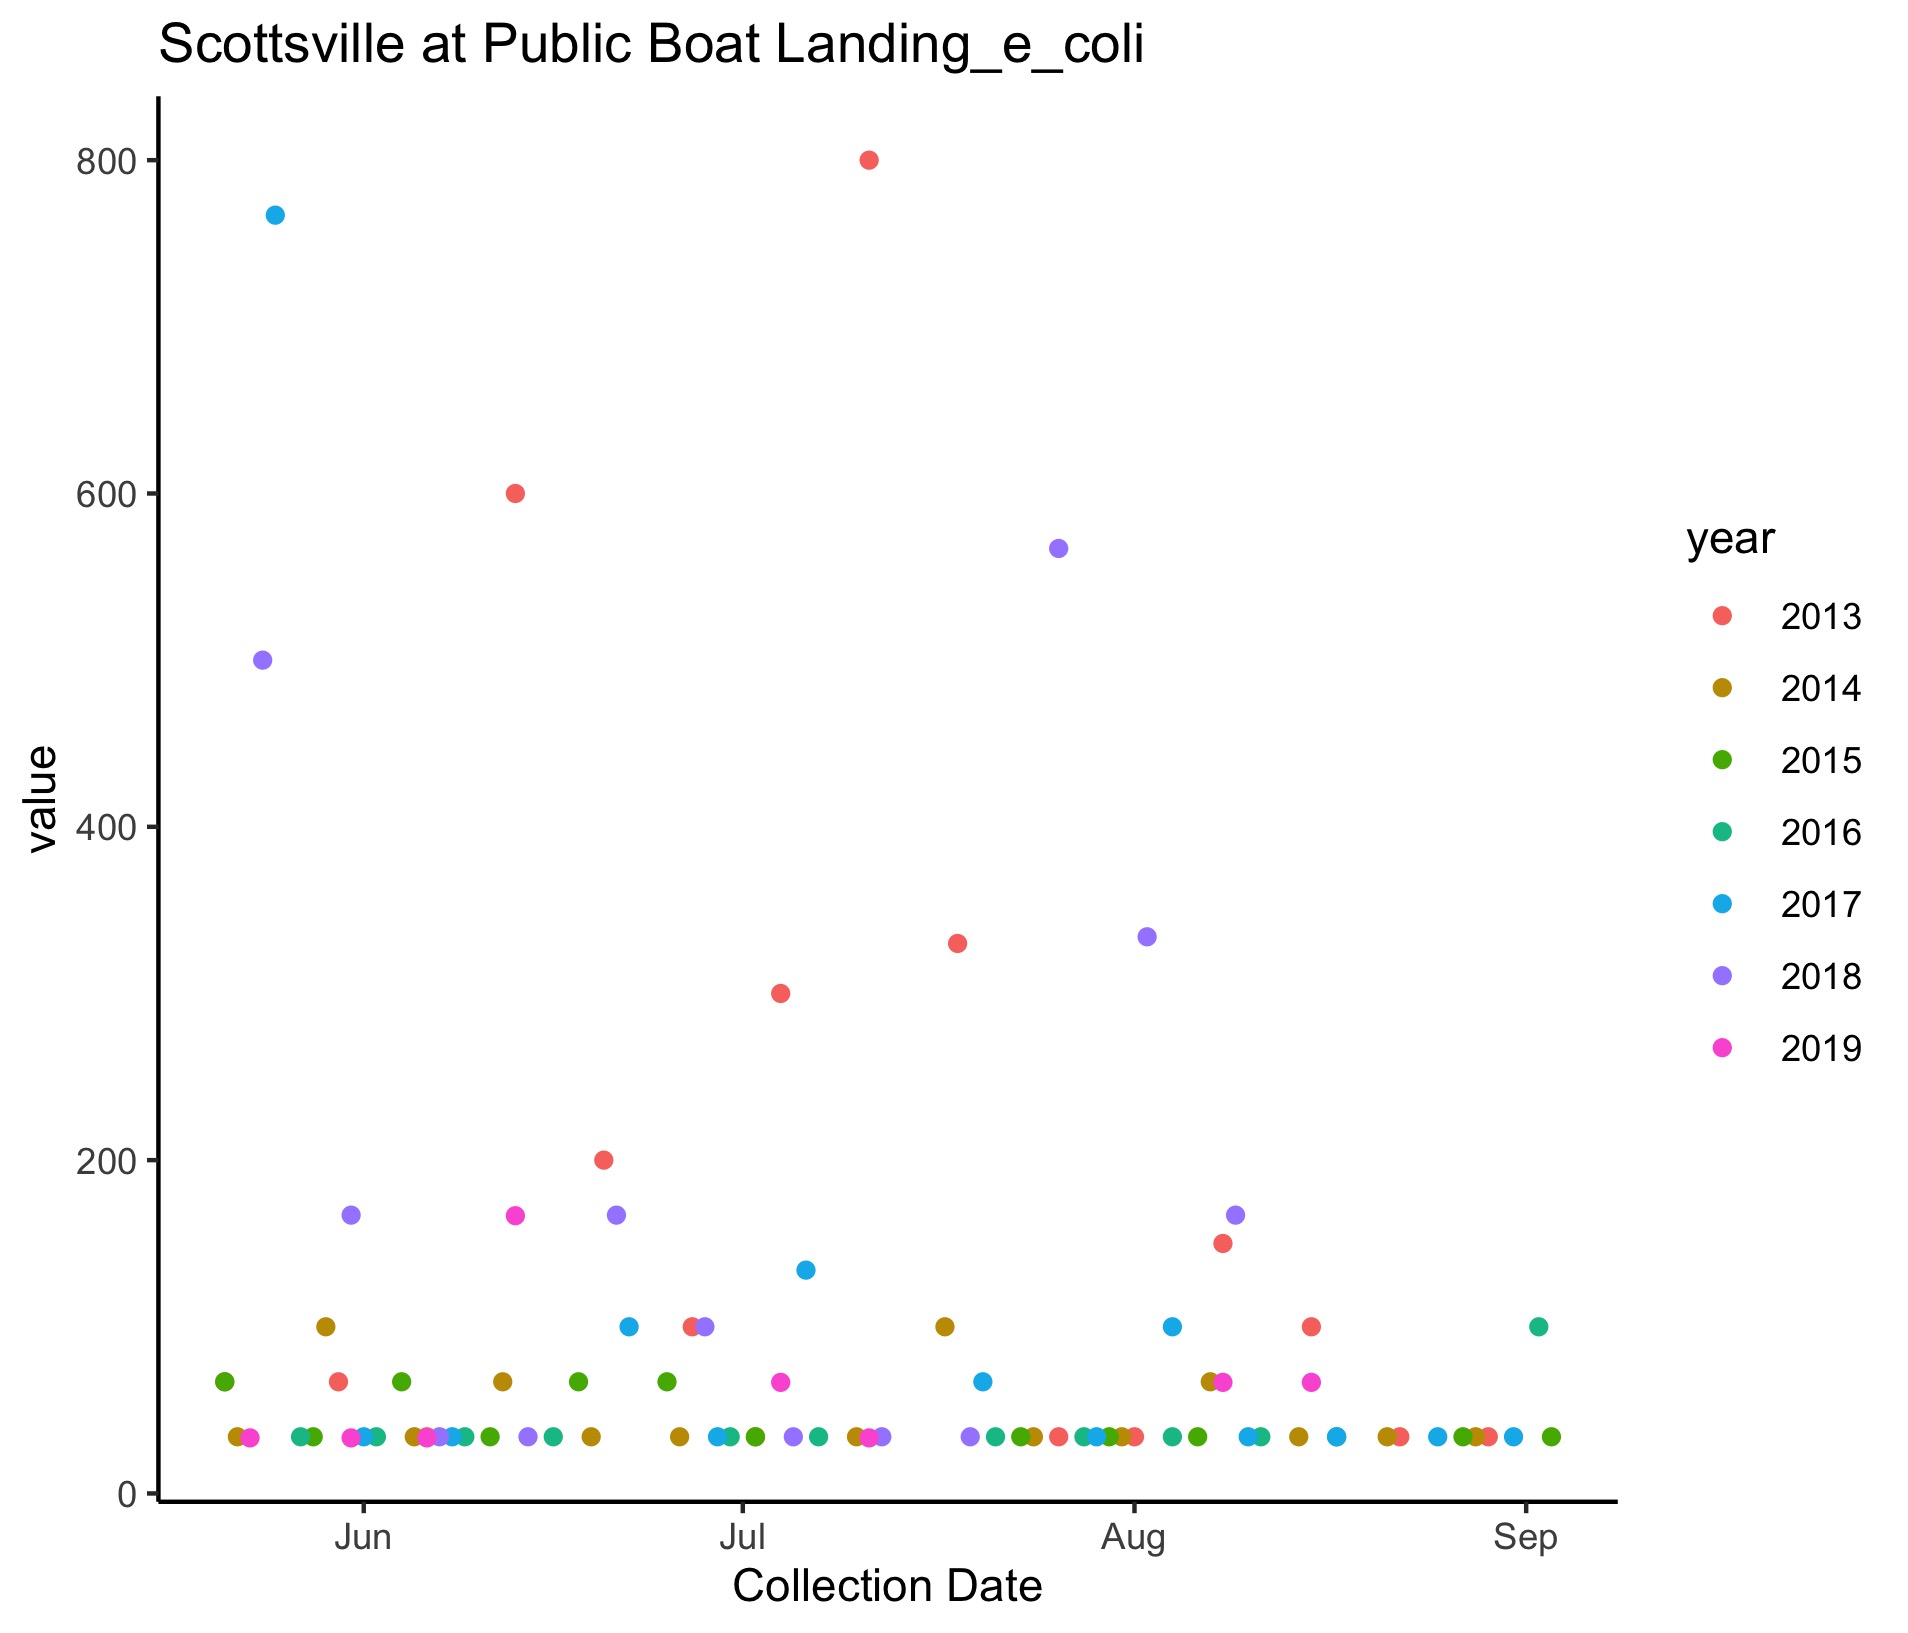 Scottsville at Public Boat Landing_e_coli
800
600
400
200
0
value
Jun Jul Aug Sep
Collection Date
year
2013
2014
2015
2016
2017
2018
2019